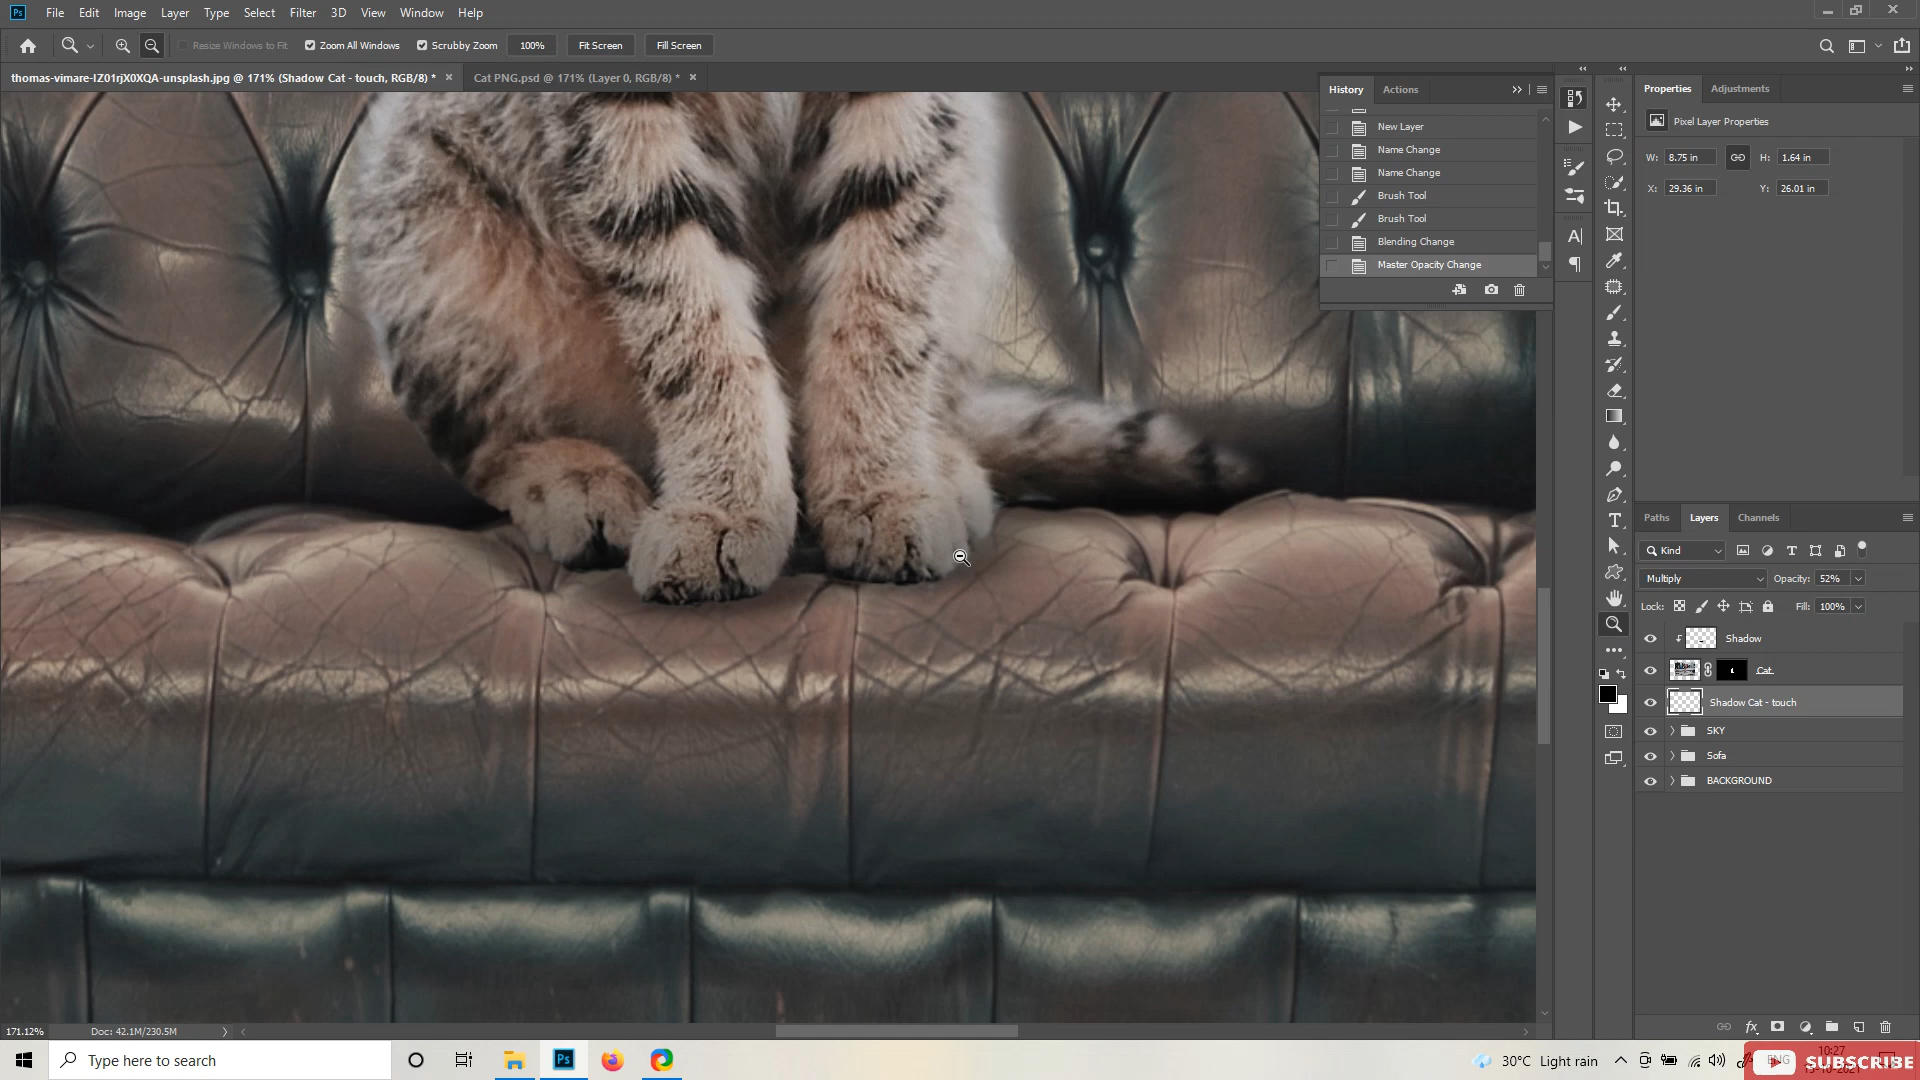 Ps File Edit Image Layer Type Select Filter 3D View Window Help
Resize Windows to Fit Zoom All Windows Scrubby Zoom 100% Fit Screen Fill Screen
thomas-vimare-IZ01rjX0XQA-unsplash.jpg @ 171% (Shadow Cat - touch, RGB/8) * × Cat PNG.psd @ 171% (Layer 0, RGB/8) * ×
History Actions
New Layer
Name Change
Name Change
Brush Tool
Brush Tool
Blending Change
Master Opacity Change
Properties Adjustments
Pixel Layer Properties
W: 8.75 in H: 1.64 in
X: 29.36 in Y: 26.01 in
Paths Layers Channels
Kind
Multiply Opacity: 52%
Lock: Fill: 100%
Shadow
Cat
Shadow Cat - touch
SKY
Sofa
BACKGROUND
171.12% Doc: 42.1M/230.5M
Type here to search
Ps
30°C Light rain
ENG
10:27
SUBSCRIBE